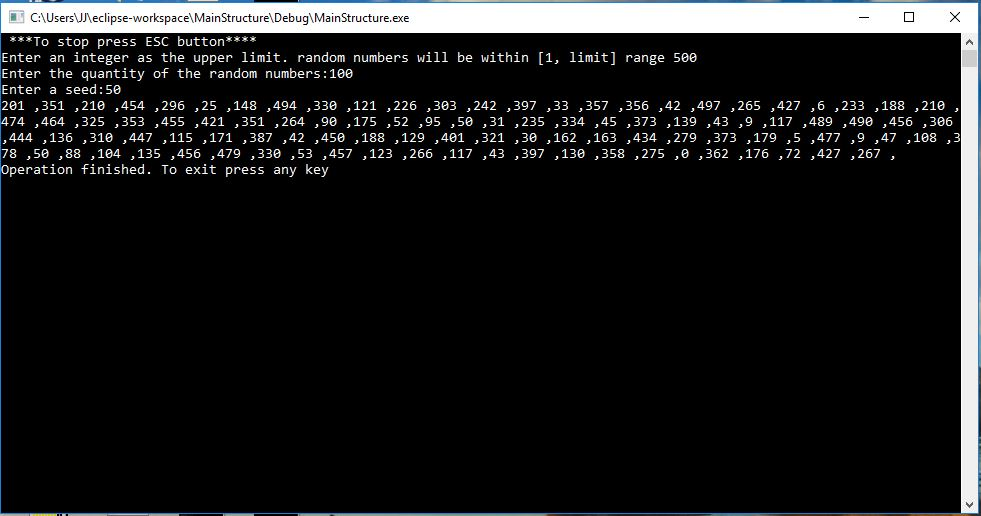 C:\Users\JJ\eclipse-workspace\MainStructure\Debug\MainStructure.exe
***To stop press ESC button****
Enter an integer as the upper limit. random numbers will be within [1, limit] range 500
Enter the quantity of the random numbers:100
Enter a seed:50
201 ,351 ,210 ,454 ,296 ,25 ,148 ,494 ,330 ,121 ,226 ,303 ,242 ,397 ,33 ,357 ,356 ,42 ,497 ,265 ,427 ,6 ,233 ,188 ,210 ,
474 ,464 ,325 ,353 ,455 ,421 ,351 ,264 ,90 ,175 ,52 ,95 ,50 ,31 ,235 ,334 ,45 ,373 ,139 ,43 ,9 ,117 ,489 ,490 ,456 ,306
,444 ,136 ,310 ,447 ,115 ,171 ,387 ,42 ,450 ,188 ,129 ,401 ,321 ,30 ,162 ,163 ,434 ,279 ,373 ,179 ,5 ,477 ,9 ,47 ,108 ,3
78 ,50 ,88 ,104 ,135 ,456 ,479 ,330 ,53 ,457 ,123 ,266 ,117 ,43 ,397 ,130 ,358 ,275 ,0 ,362 ,176 ,72 ,427 ,267 ,
Operation finished. To exit press any key